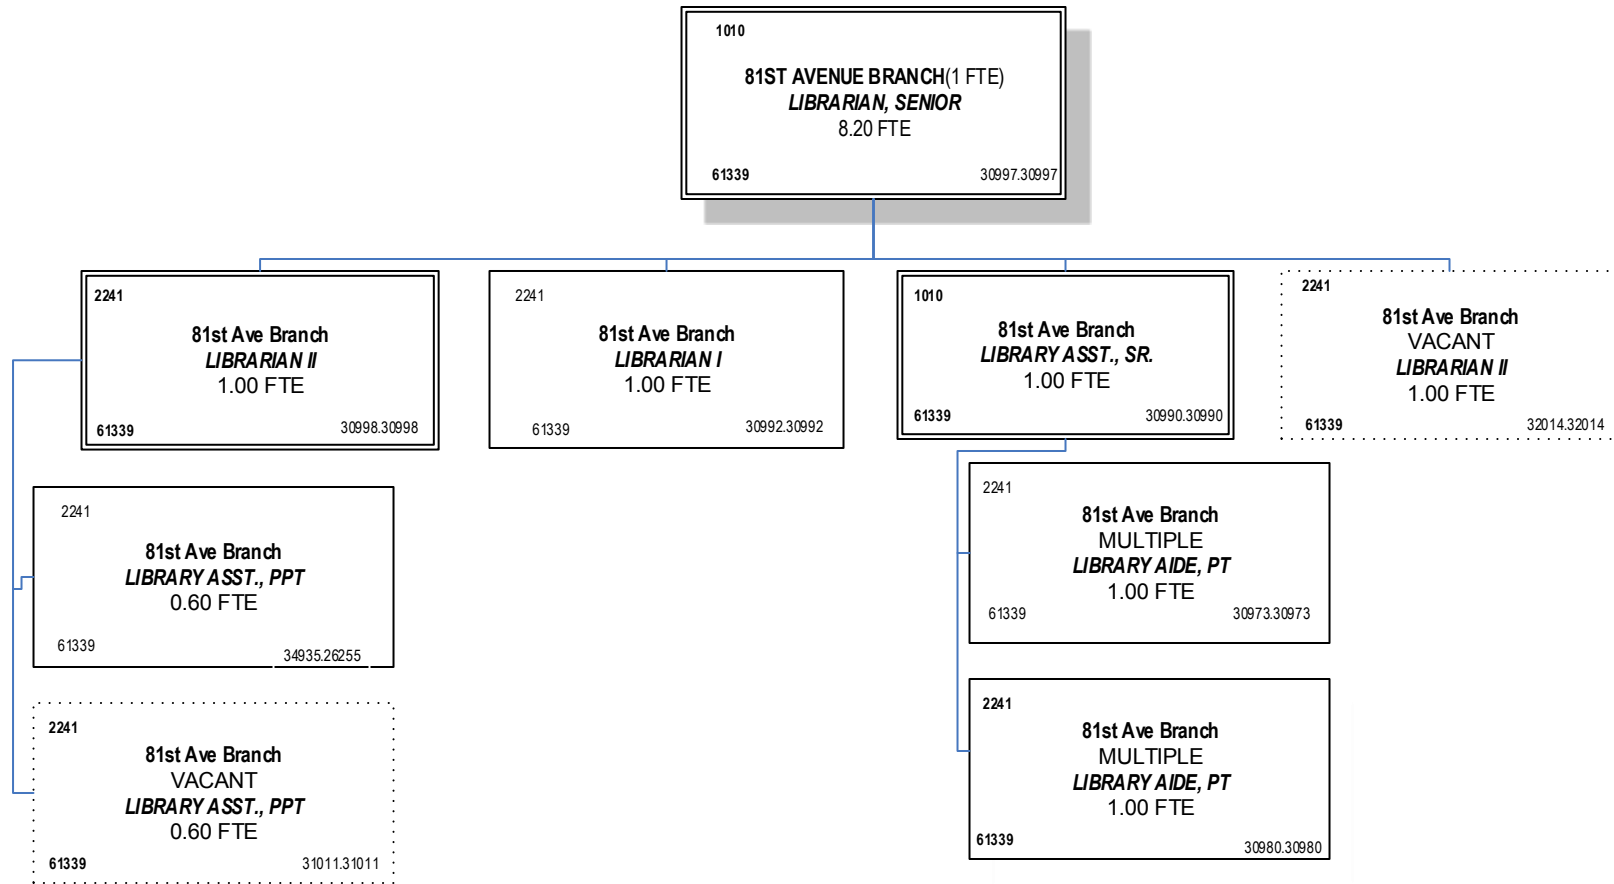 1010
81ST AVENUE BRANCH(1 FTE)
LIBRARIAN, SENIOR
8.20 FTE
61339 30997.30997
2241
81st Ave Branch
LIBRARIAN II
1.00 FTE
61339 30998.30998
2241
81st Ave Branch
LIBRARIAN I
1.00 FTE
61339 30992.30992
1010
81st Ave Branch
LIBRARY ASST., SR.
1.00 FTE
61339 30990.30990
2241
81st Ave Branch
VACANT
LIBRARIAN II
1.00 FTE
61339 32014.32014
2241
81st Ave Branch
LIBRARY ASST., PPT
0.60 FTE
61339 34935.26255
2241
81st Ave Branch
VACANT
LIBRARY ASST., PPT
0.60 FTE
61339 31011.31011
2241
81st Ave Branch
MULTIPLE
LIBRARY AIDE, PT
1.00 FTE
61339 30973.30973
2241
81st Ave Branch
MULTIPLE
LIBRARY AIDE, PT
1.00 FTE
61339 30980.30980